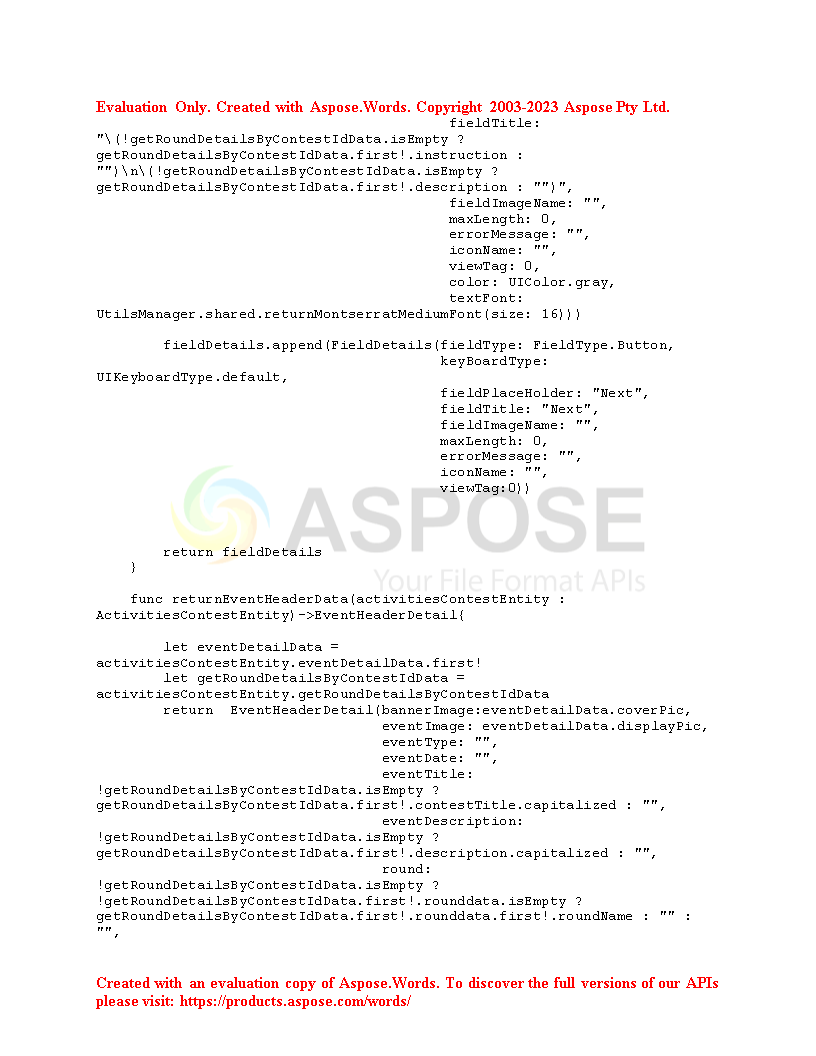 Evaluation Only. Created with Aspose.Words. Copyright 2003-2023 Aspose Pty Ltd.
fieldTitle:
"\(!getRoundDetailsByContestIdData.isEmpty ?
getRoundDetailsByContestIdData.first!.instruction :
"")\n\(!getRoundDetailsByContestIdData.isEmpty ?
getRoundDetailsByContestIdData.first!.description : "")",
fieldImageName: "",
maxLength: 0,
errorMessage: "",
iconName: "",
viewTag: 0,
color: UIColor.gray,
textFont:
UtilsManager.shared.returnMontserratMediumFont(size: 16)))
fieldDetails.append(FieldDetails(fieldType: FieldType.Button,
keyBoardType:
UIKeyboardType.default,
fieldPlaceHolder: "Next",
fieldTitle: "Next",
fieldImageName: "",
maxLength: 0,
errorMessage: "",
iconName: "",
viewTag:0))
ASPOSE
return fieldDetails
}
Your File Format APIs
func returnEventHeaderData(activitiesContestEntity :
ActivitiesContestEntity)->EventHeaderDetail{
let eventDetailData =
activitiesContestEntity.eventDetailData.first!
let getRoundDetailsByContestIdData =
activitiesContestEntity.getRoundDetailsByContestIdData
return  EventHeaderDetail(bannerImage:eventDetailData.coverPic,
eventImage: eventDetailData.displayPic,
eventType: "",
eventDate: "",
eventTitle:
!getRoundDetailsByContestIdData.isEmpty ?
getRoundDetailsByContestIdData.first!.contestTitle.capitalized : "",
eventDescription:
!getRoundDetailsByContestIdData.isEmpty ?
getRoundDetailsByContestIdData.first!.description.capitalized : "",
round:
!getRoundDetailsByContestIdData.isEmpty ?
!getRoundDetailsByContestIdData.first!.rounddata.isEmpty ?
getRoundDetailsByContestIdData.first!.rounddata.first!.roundName : "" :
"",
Created with an evaluation copy of Aspose.Words. To discover the full versions of our APIs
please visit: https://products.aspose.com/words/